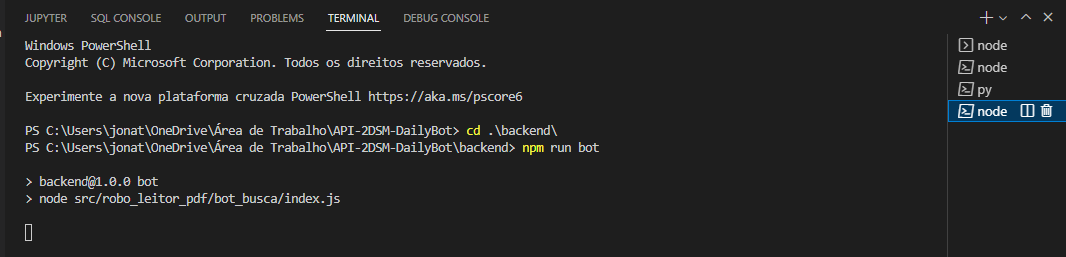 JUPYTER SQL CONSOLE OUTPUT PROBLEMS TERMINAL DEBUG CONSOLE
Windows PowerShell
Copyright (C) Microsoft Corporation. Todos os direitos reservados.
Experimente a nova plataforma cruzada PowerShell https://aka.ms/pscore6
PS C:\Users\jonat\OneDrive\Área de Trabalho\API-2DSM-DailyBot> cd .\backend\
PS C:\Users\jonat\OneDrive\Área de Trabalho\API-2DSM-DailyBot\backend> npm run bot
> backend@1.0.0 bot
> node src/robo_leitor_pdf/bot_busca/index.js
node
node
py
node